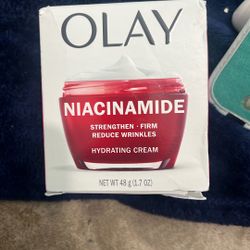 OLAY
NIACINAMIDE
STRENGTHEN · FIRM
REDUCE WRINKLES
HYDRATING CREAM
NET WT 48 g (1.7 OZ)